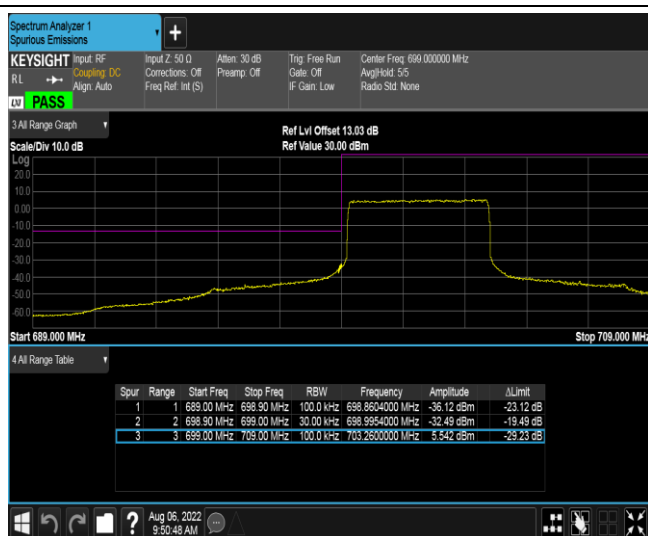 Spectrum Analyzer 1
Spurious Emissions
KEYSIGHT
RL
PASS
Input: RF
Coupling: DC
Align: Auto
Input Z: 50 Ω
Corrections: Off
Freq Ref: Int (S)
Atten: 30 dB
Preamp: Off
Trig: Free Run
Gate: Off
IF Gain: Low
Center Freq: 699.000000 MHz
Avg|Hold: 5/5
Radio Std: None
3 All Range Graph
Scale/Div 10.0 dB
Ref Lvl Offset 13.03 dB
Ref Value 30.00 dBm
Log
20.0
10.0
0.00
-10.0
-20.0
-30.0
-40.0
-50.0
-60.0
Start 689.000 MHz Stop 709.000 MHz
4 All Range Table
Spur Range Start Freq Stop Freq RBW Frequency Amplitude ΔLimit
1 1 689.00 MHz 698.90 MHz 100.0 kHz 698.8604000 MHz -36.12 dBm -23.12 dB
2 2 698.90 MHz 699.00 MHz 30.00 kHz 698.9954000 MHz -32.49 dBm -19.49 dB
3 3 699.00 MHz 709.00 MHz 100.0 kHz 703.2600000 MHz 5.542 dBm -29.23 dB
?
Aug 06, 2022
9:50:48 AM